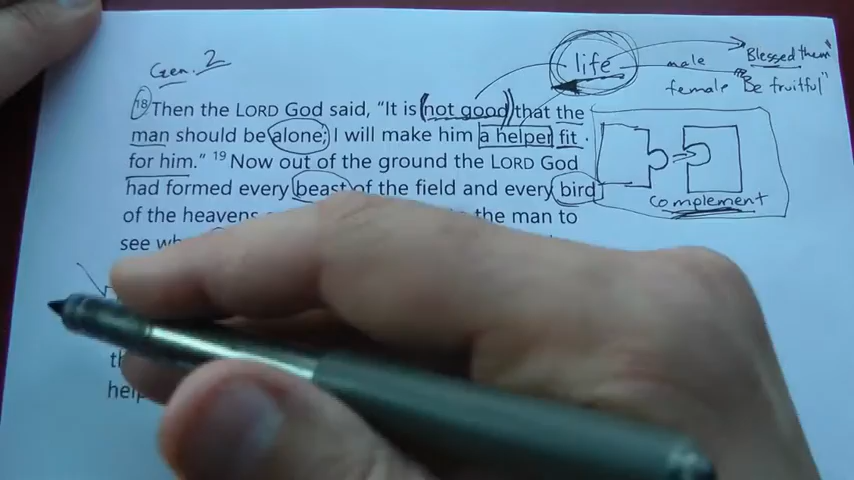 Gen. 2
life
male
female
Blessed them"
"Be fruitful"
18 Then the LORD God said, "It is not good that the
man should be alone; I will make him a helper fit
for him." 19 Now out of the ground the LORD God
had formed every beast of the field and every bird
of the heavens the man to
see
complement